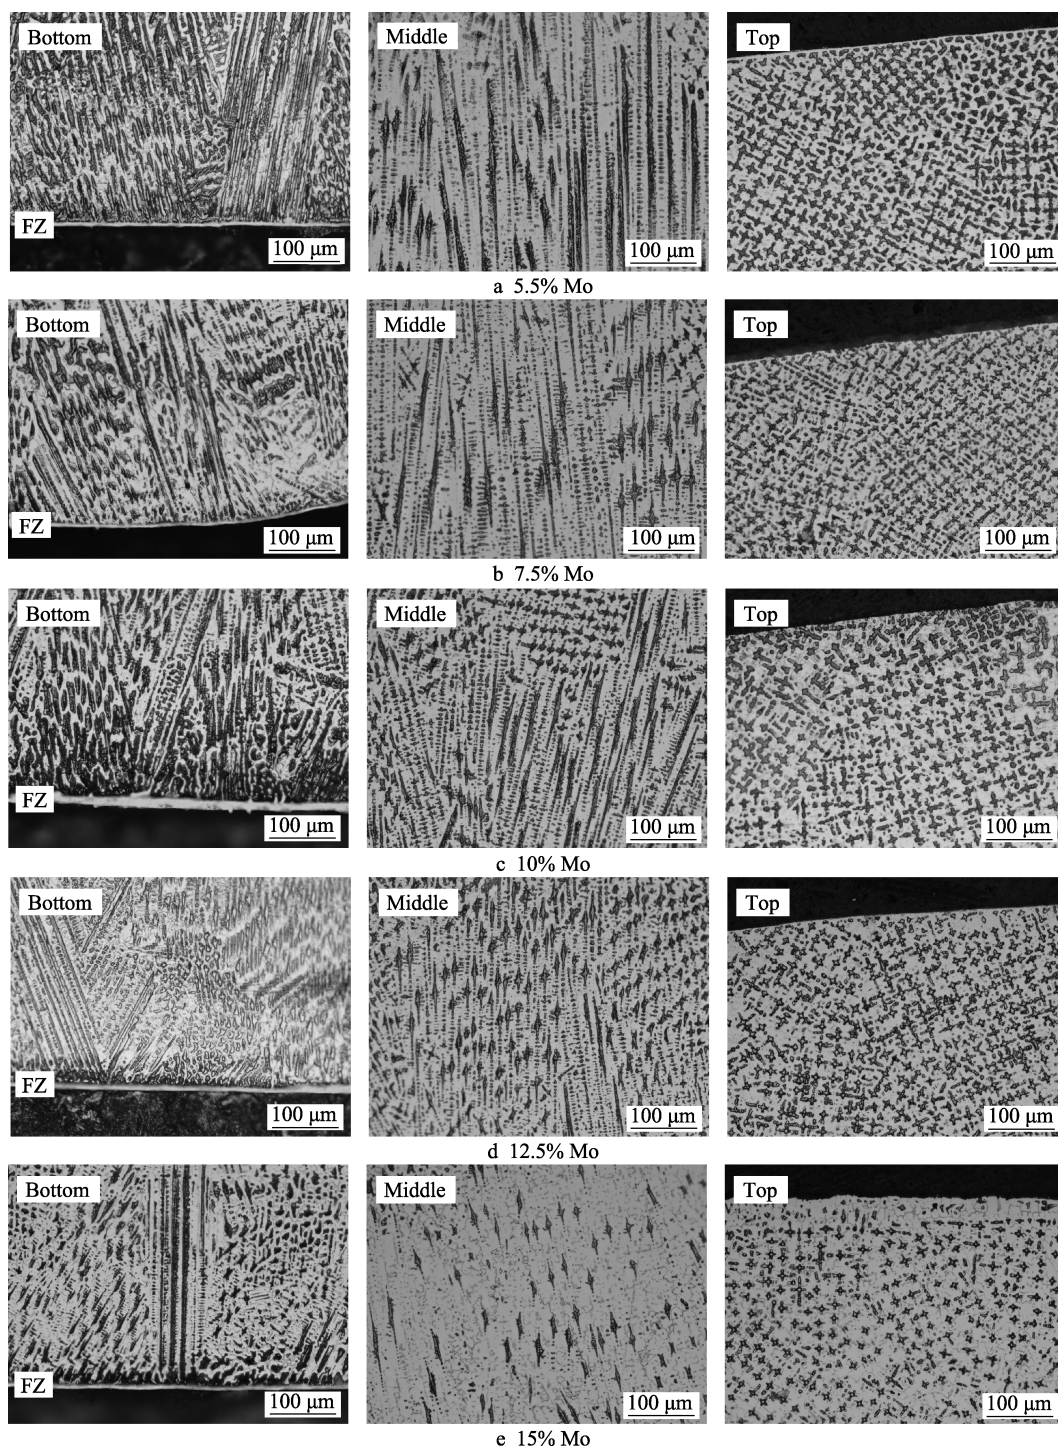 Bottom
Middle
Top
FZ
100 μm
100 μm
100 μm
a 5.5% Mo
Bottom
Middle
Top
FZ
100 μm
100 μm
100 μm
b 7.5% Mo
Bottom
Middle
Top
FZ
100 μm
100 μm
100 μm
c 10% Mo
Bottom
Middle
Top
FZ
100 μm
100 μm
100 μm
d 12.5% Mo
Bottom
Middle
Top
FZ
100 μm
100 μm
100 μm
e 15% Mo